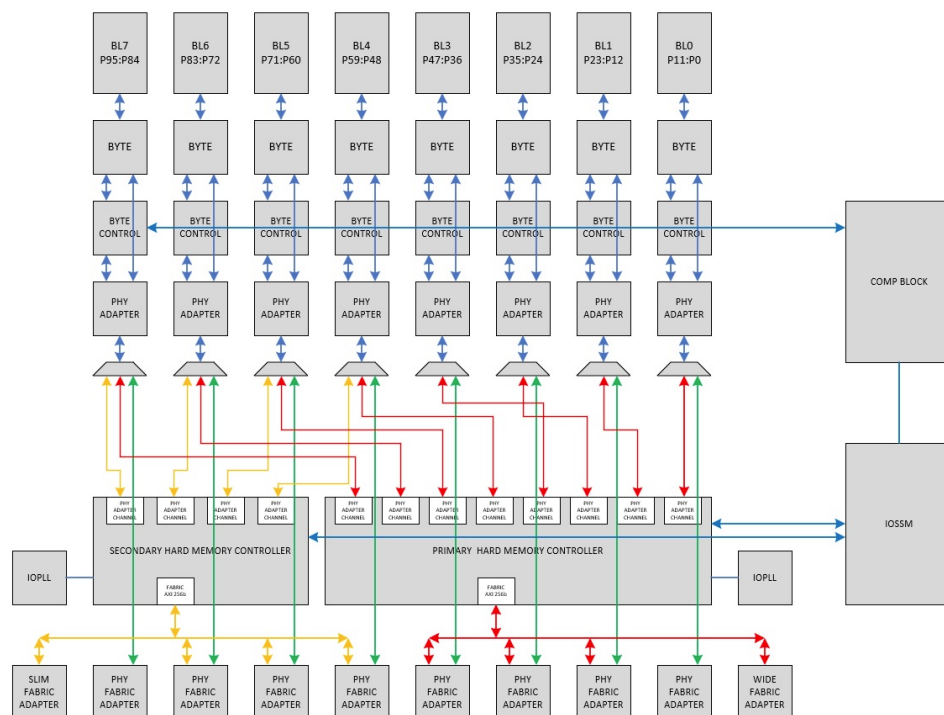 BL7
P95:P84
BL6
P83:P72
BL5
P71:P60
BL4
P59:P48
BL3
P47:P36
BL2
P35:P24
BL1
P23:P12
BL0
P11:P0
BYTE
BYTE
BYTE
BYTE
BYTE
BYTE
BYTE
BYTE
BYTE
CONTROL
BYTE
CONTROL
BYTE
CONTROL
BYTE
CONTROL
BYTE
CONTROL
BYTE
CONTROL
BYTE
CONTROL
BYTE
CONTROL
COMP BLOCK
PHY
ADAPTER
PHY
ADAPTER
PHY
ADAPTER
PHY
ADAPTER
PHY
ADAPTER
PHY
ADAPTER
PHY
ADAPTER
PHY
ADAPTER
PHY
ADAPTER
CHANNEL
PHY
ADAPTER
CHANNEL
PHY
ADAPTER
CHANNEL
PHY
ADAPTER
CHANNEL
PHY
ADAPTER
CHANNEL
PHY
ADAPTER
CHANNEL
PHY
ADAPTER
CHANNEL
PHY
ADAPTER
CHANNEL
PHY
ADAPTER
CHANNEL
PHY
ADAPTER
CHANNEL
PHY
ADAPTER
CHANNEL
PHY
ADAPTER
CHANNEL
SECONDARY HARD MEMORY CONTROLLER
PRIMARY HARD MEMORY CONTROLLER
IOSSM
IOPLL
FABRIC
AXI 256b
FABRIC
AXI 256b
IOPLL
SLIM
FABRIC
ADAPTER
PHY
FABRIC
ADAPTER
PHY
FABRIC
ADAPTER
PHY
FABRIC
ADAPTER
PHY
FABRIC
ADAPTER
PHY
FABRIC
ADAPTER
PHY
FABRIC
ADAPTER
PHY
FABRIC
ADAPTER
PHY
FABRIC
ADAPTER
WIDE
FABRIC
ADAPTER